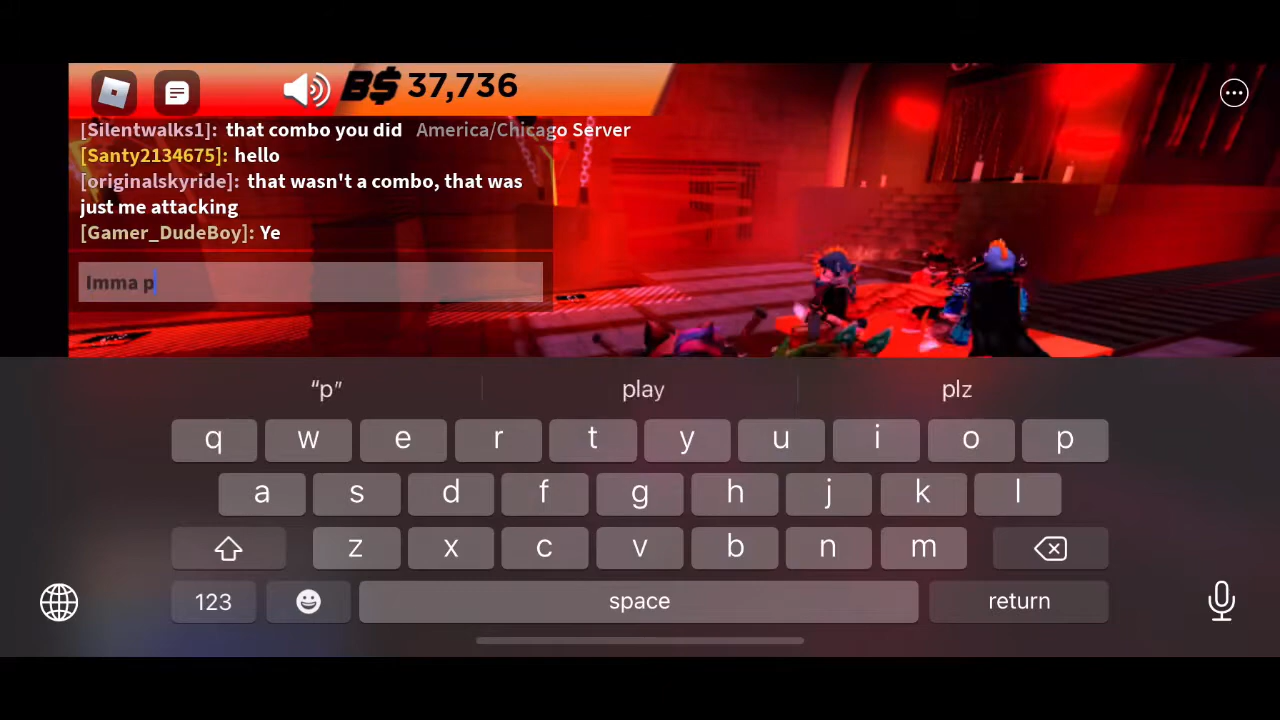 B$ 37,736
[Silentwalks1]: that combo you did America/Chicago Server
[Santy2134675]: hello
[originalskyride]: that wasn't a combo, that was
just me attacking
[Gamer_DudeBoy]: Ye
Imma p
“p” play plz
q w e r t y u i o p
a s d f g h j k l
z x c v b n m
123 space return